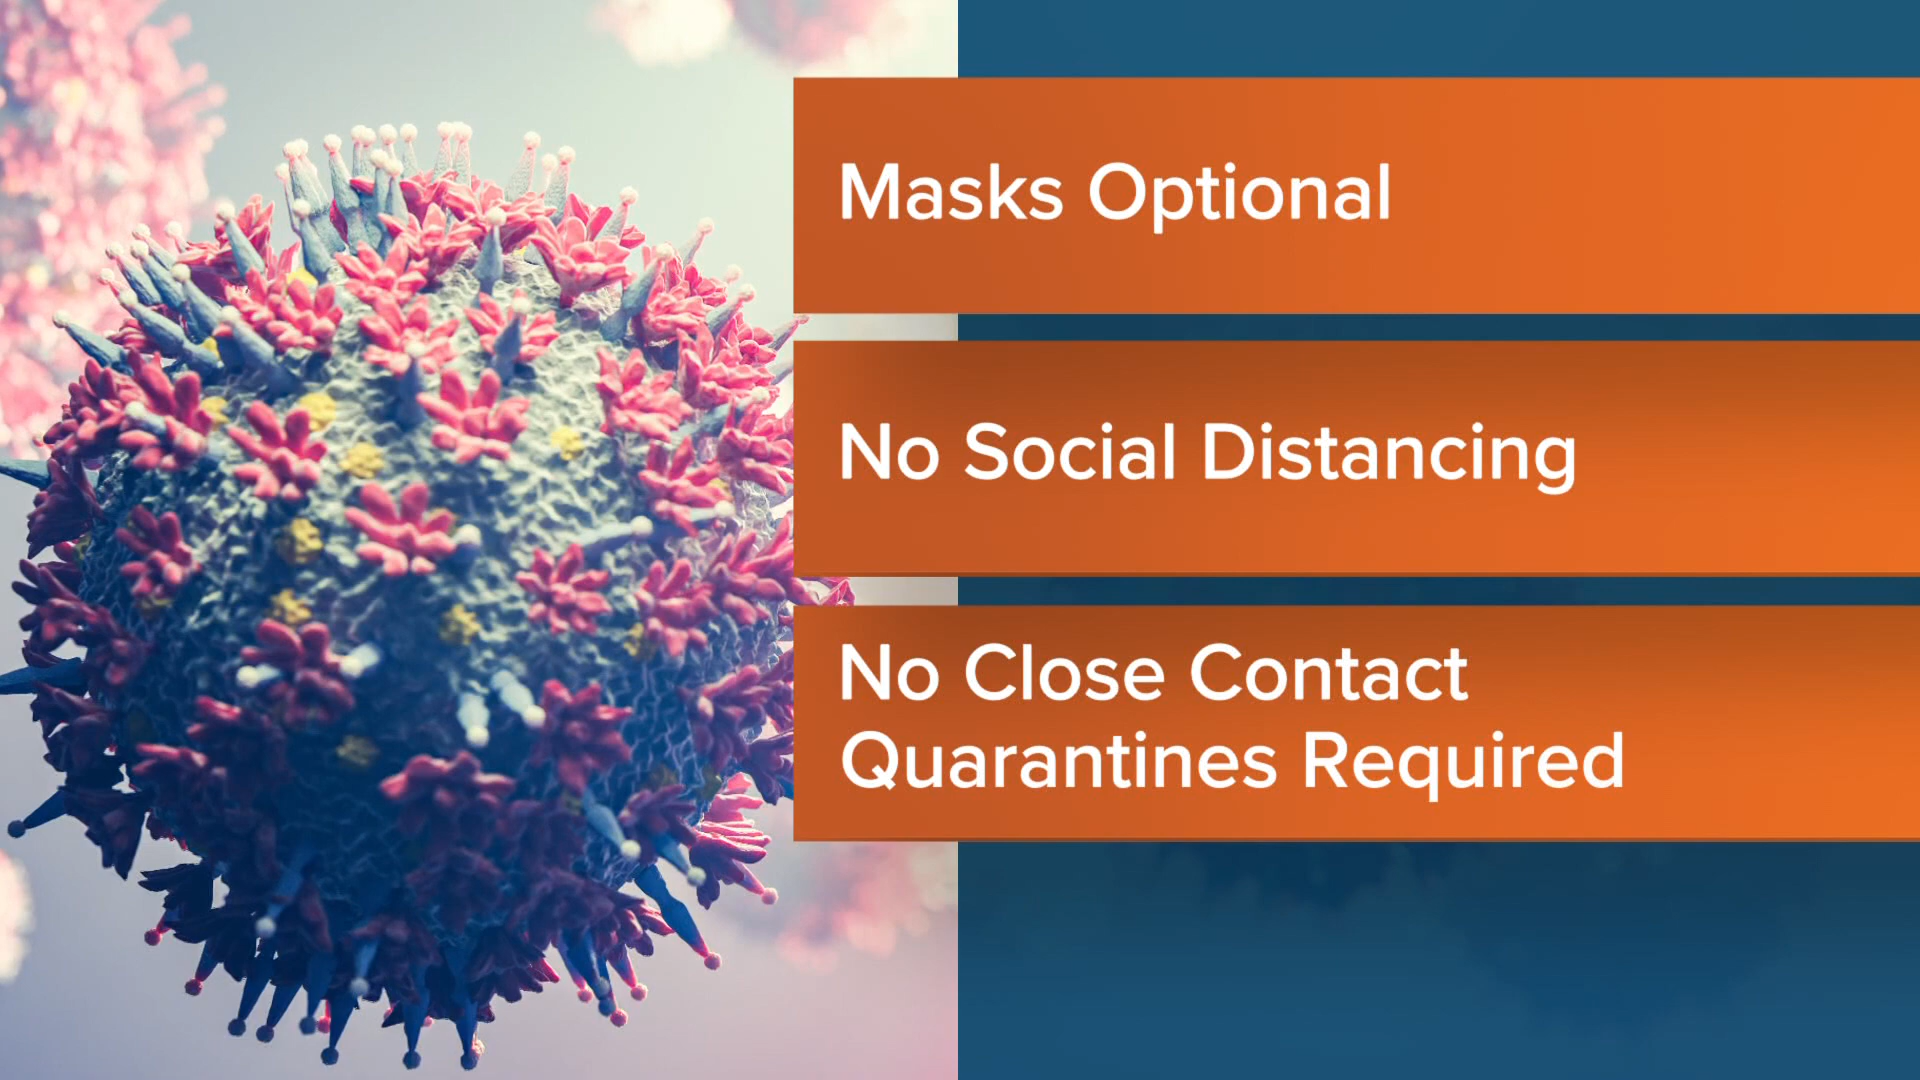 Masks Optional
No Social Distancing
No Close Contact
Quarantines Required